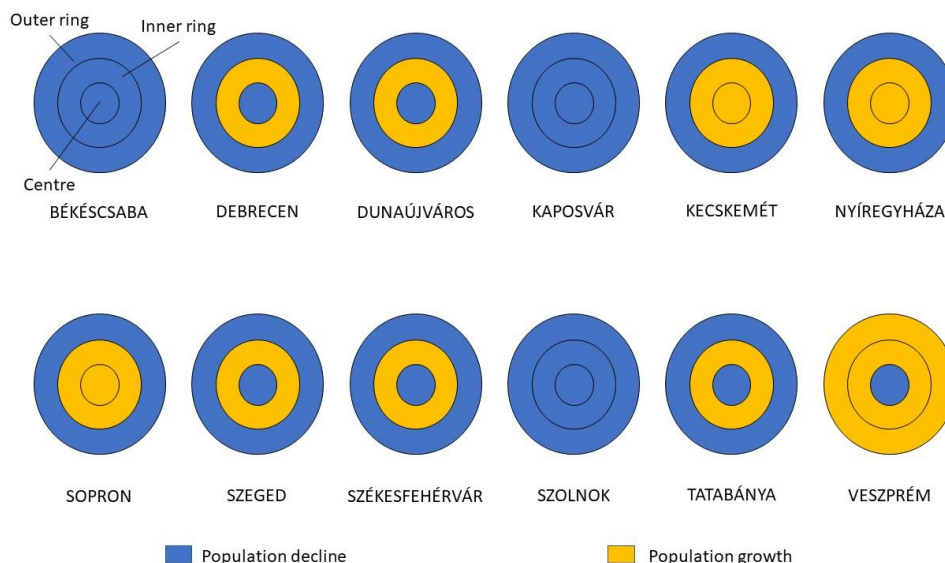 Outer ring
Inner ring
Centre
BÉKÉSCSABA DEBRECEN DUNAÚJVÁROS KAPOSVÁR KECSKEMÉT NYÍREGYHÁZA
SOPRON SZEGED SZÉKESFEHÉRVÁR SZOLNOK TATABÁNYA VESZPRÉM
Population decline Population growth